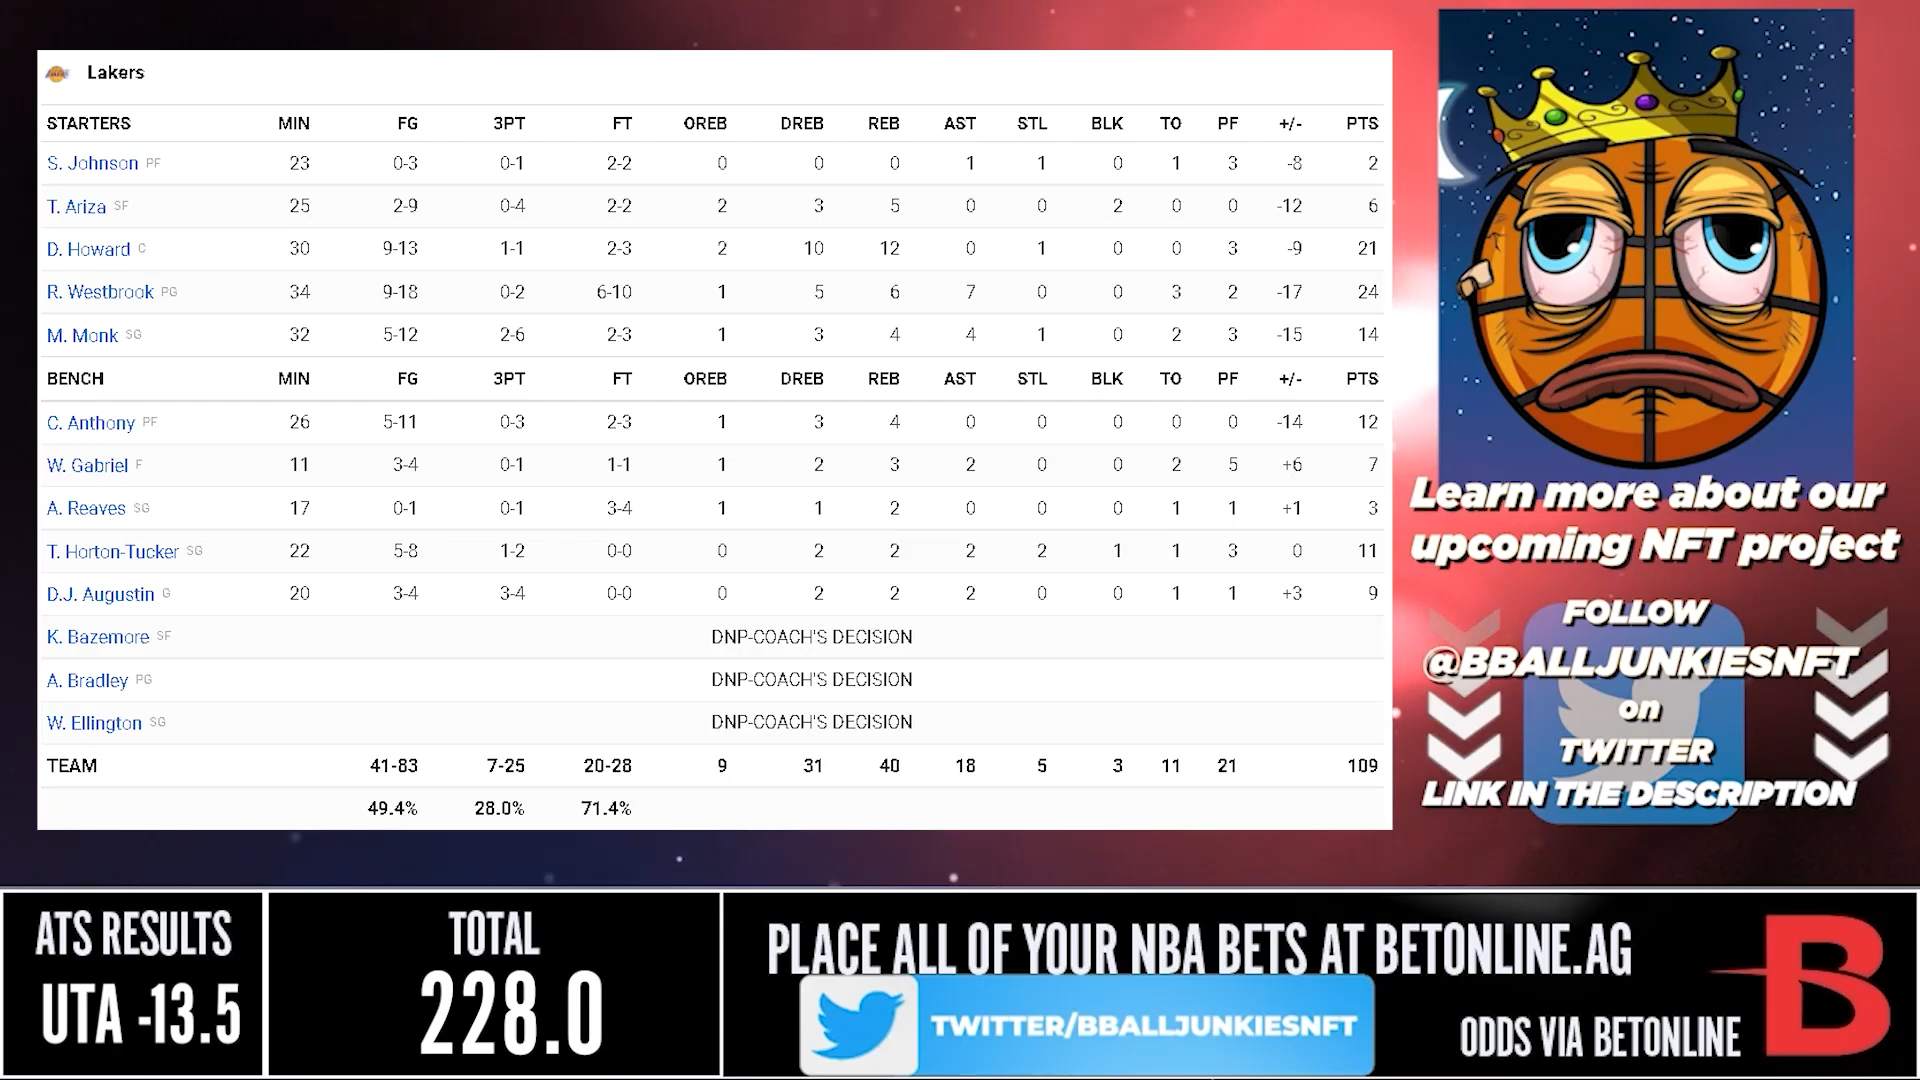 Lakers
STARTERS MIN FG 3PT FT OREB DREB REB AST STL BLK TO PF +/- PTS
S. Johnson PF 23 0-3 0-1 2-2 0 0 0 1 1 0 1 3 -8 2
T. Ariza SF 25 2-9 0-4 2-2 2 3 5 0 0 2 0 0 -12 6
D. Howard C 30 9-13 1-1 2-3 2 10 12 0 1 0 0 3 -9 21
R. Westbrook PG 34 9-18 0-2 6-10 1 5 6 7 0 0 3 2 -17 24
M. Monk SG 32 5-12 2-6 2-3 1 3 4 4 1 0 2 3 -15 14
BENCH MIN FG 3PT FT OREB DREB REB AST STL BLK TO PF +/- PTS
C. Anthony PF 26 5-11 0-3 2-3 1 3 4 0 0 0 0 0 -14 12
W. Gabriel F 11 3-4 0-1 1-1 1 2 3 2 0 0 2 5 +6 7
A. Reaves SG 17 0-1 0-1 3-4 1 1 2 0 0 0 1 1 +1 3
T. Horton-Tucker SG 22 5-8 1-2 0-0 0 2 2 2 2 1 1 3 0 11
D.J. Augustin G 20 3-4 3-4 0-0 0 2 2 2 0 0 1 1 +3 9
K. Bazemore SF DNP-COACH'S DECISION
A. Bradley PG DNP-COACH'S DECISION
W. Ellington SG DNP-COACH'S DECISION
TEAM 41-83 7-25 20-28 9 31 40 18 5 3 11 21 109
49.4% 28.0% 71.4%
Learn more about our
upcoming NFT project
FOLLOW
@BBALLJUNKIESNFT
on
TWITTER
LINK IN THE DESCRIPTION
ATS RESULTS
UTA -13.5
TOTAL
228.0
PLACE ALL OF YOUR NBA BETS AT BETONLINE.AG
TWITTER/BBALLJUNKIESNFT
ODDS VIA BETONLINE
B